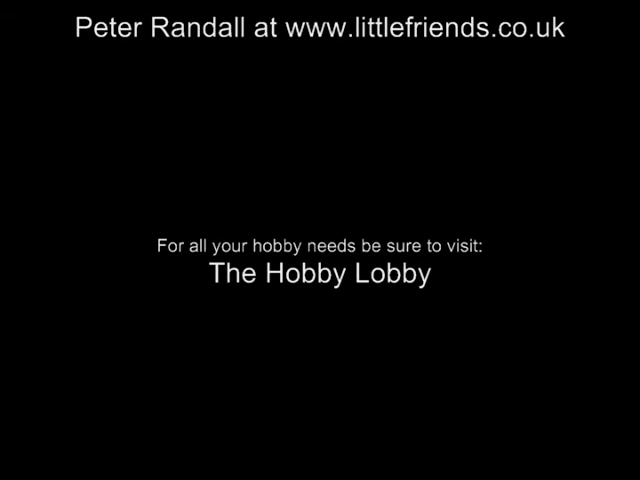 Peter Randall at www.littlefriends.co.uk
For all your hobby needs be sure to visit:
The Hobby Lobby